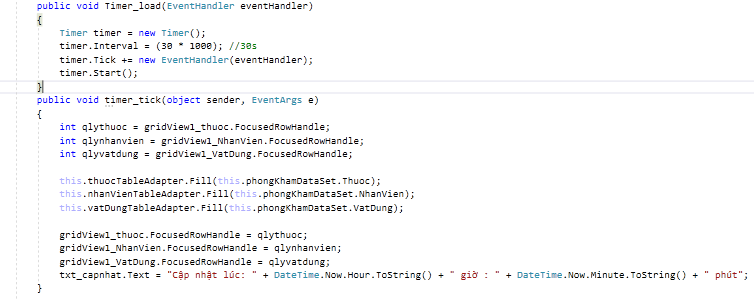 public void Timer_load(EventHandler eventHandler)
{
Timer timer = new Timer();
timer.Interval = (30 * 1000); //30s
timer.Tick += new EventHandler(eventHandler);
timer.Start();
}
public void timer_tick(object sender, EventArgs e)
{
int qlythuoc = gridView1_thuoc.FocusedRowHandle;
int qlynhanvien = gridView1_NhanVien.FocusedRowHandle;
int qlyvatdung = gridView1_VatDung.FocusedRowHandle;
this.thuocTableAdapter.Fill(this.phongKhamDataSet.Thuoc);
this.nhanVienTableAdapter.Fill(this.phongKhamDataSet.NhanVien);
this.vatDungTableAdapter.Fill(this.phongKhamDataSet.VatDung);
gridView1_thuoc.FocusedRowHandle = qlythuoc;
gridView1_NhanVien.FocusedRowHandle = qlynhanvien;
gridView1_VatDung.FocusedRowHandle = qlyvatdung;
txt_capnhat.Text = "Cập nhật lúc: " + DateTime.Now.Hour.ToString() + " giờ : " + DateTime.Now.Minute.ToString() + " phút";
}